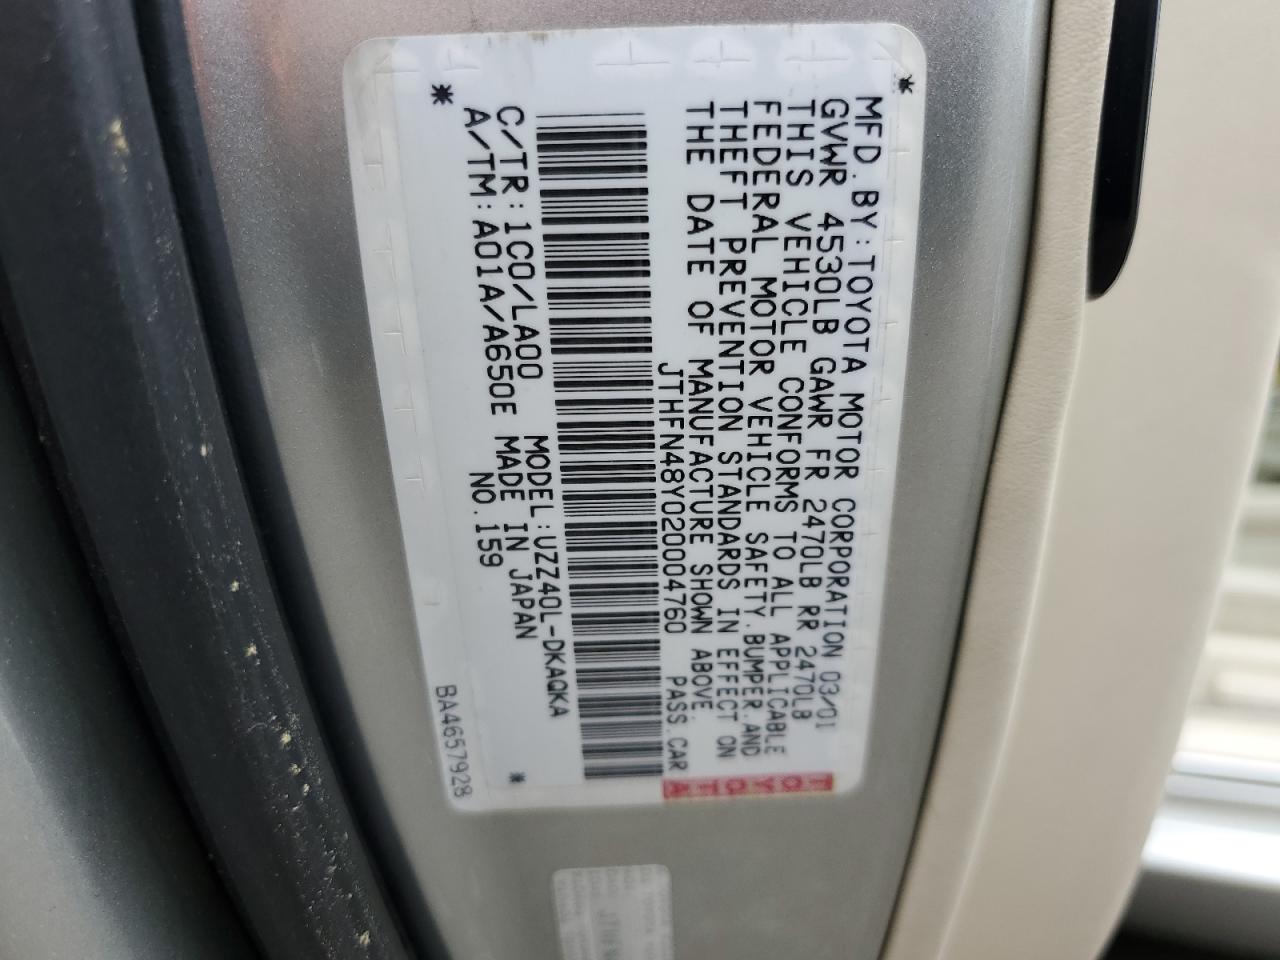 MFD. BY: TOYOTA MOTOR CORPORATION 03/01
GVWR 4530LB GAWR FR 2470LB RR 2470LB
THIS VEHICLE CONFORMS TO ALL APPLICABLE
FEDERAL MOTOR VEHICLE SAFETY, BUMPER, AND
THEFT PREVENTION STANDARDS IN EFFECT ON
THE DATE OF MANUFACTURE SHOWN ABOVE.
JTHFN48Y020004760 PASS. CAR
C/TR: 1C0/LA00 MODEL: UZZ40L-DKAQKA
A/TM: A01A/A650E MADE IN JAPAN
NO. 159
BA4657928
TOYOTA